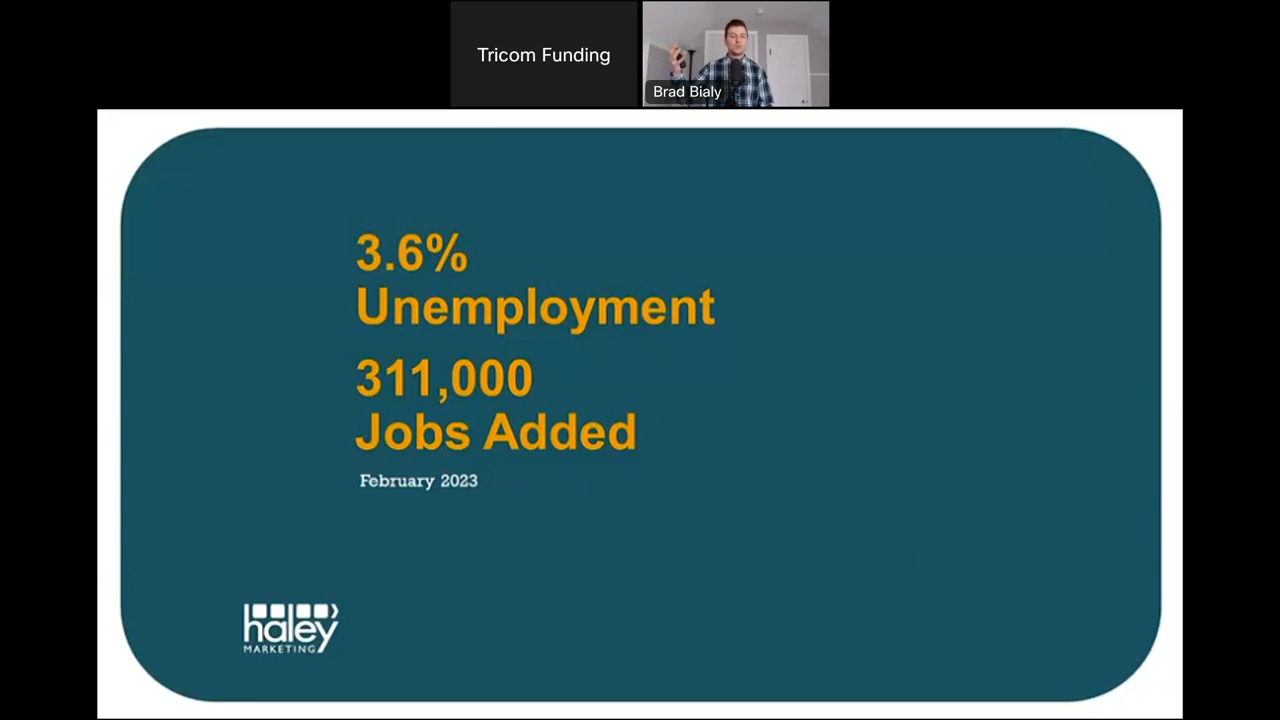 Tricom Funding
Brad Bialy
3.6%
Unemployment
311,000
Jobs Added
February 2023
haley
MARKETING